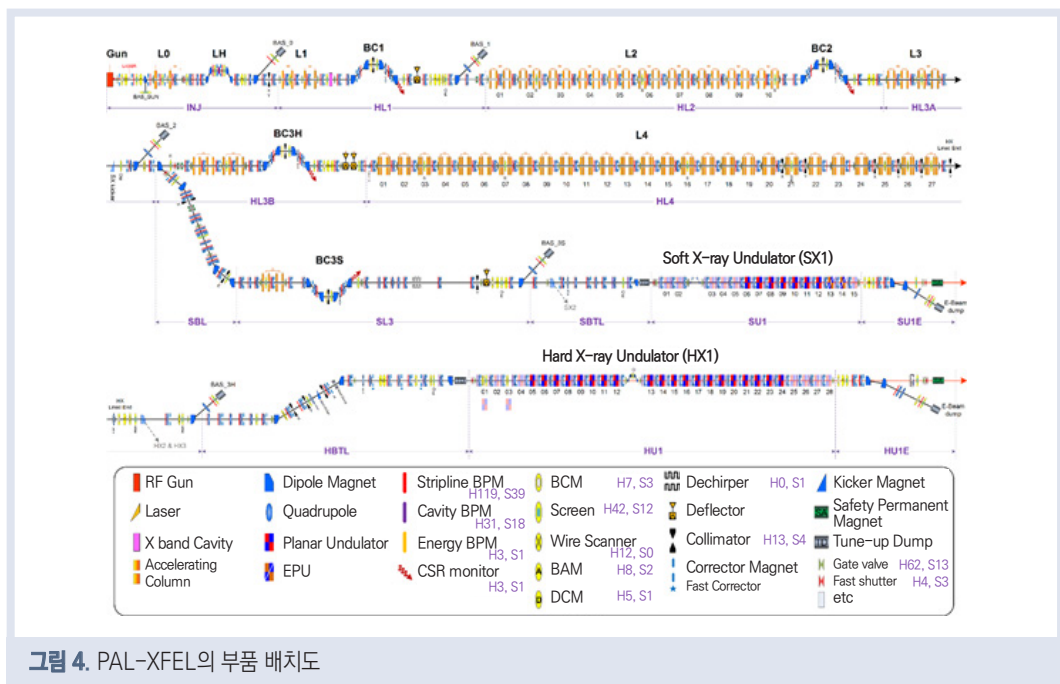 Gun L0 LH BAS_0 L1 BC1 BAS_1 L2 BC2 L3
BAS_GUN
01 02 03 04 05 06 07 08 09 10
INJ HL1 HL2 HL3A
BAS_2 BC3H L4 HX Linac End
01 02 03 04 05 06 07 08 09 10 11 12 13 14 15 16 17 18 19 20 21 22 23 24 25 26 27
HL3B HL4
BC3S BAS_3S Soft X-ray Undulator (SX1)
SX2
01 02 03 04 05 06 07 08 09 10 11 12 13 14 15
E-Beam dump
SBL SL3 SBTL SU1 SU1E
Hard X-ray Undulator (HX1)
HX Linac End BAS_3H
01 02 03 04 05 06 07 08 09 10 11 12 13 14 15 16 17 18 19 20 21 22 23 24 25 26 27 28
HX2 & HX3
E-Beam dump
HBTL HU1 HU1E
RF Gun
Laser
X band Cavity
Accelerating Column
Dipole Magnet
Quadrupole
Planar Undulator
EPU
Stripline BPM H119, S39
Cavity BPM H31, S18
Energy BPM H3, S1
CSR monitor H3, S1
BCM H7, S3
Screen H42, S12
Wire Scanner H12, S0
BAM H8, S2
DCM H5, S1
Dechirper H0, S1
Deflector
Collimator H13, S4
Corrector Magnet
Fast Corrector
Kicker Magnet
Safety Permanent Magnet
Tune-up Dump
Gate valve H62, S13
Fast shutter H4, S3
etc
그림 4. PAL-XFEL의 부품 배치도